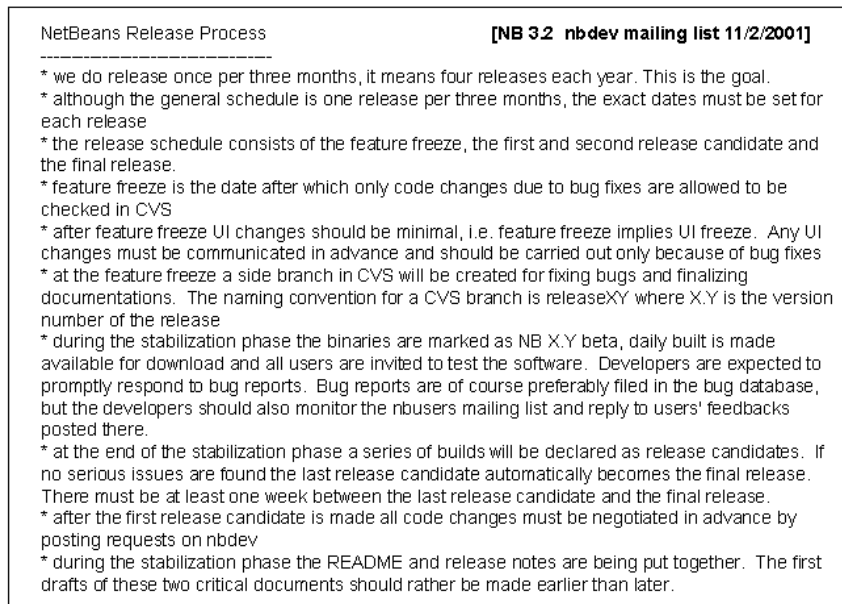 NetBeans Release Process [NB 3.2 nbdev mailing list 11/2/2001]
----------------------------------
* we do release once per three months, it means four releases each year. This is the goal.
* although the general schedule is one release per three months, the exact dates must be set for
each release
* the release schedule consists of the feature freeze, the first and second release candidate and
the final release.
* feature freeze is the date after which only code changes due to bug fixes are allowed to be
checked in CVS
* after feature freeze UI changes should be minimal, i.e. feature freeze implies UI freeze. Any UI
changes must be communicated in advance and should be carried out only because of bug fixes
* at the feature freeze a side branch in CVS will be created for fixing bugs and finalizing
documentations. The naming convention for a CVS branch is releaseXY where X.Y is the version
number of the release
* during the stabilization phase the binaries are marked as NB X.Y beta, daily built is made
available for download and all users are invited to test the software. Developers are expected to
promptly respond to bug reports. Bug reports are of course preferably filed in the bug database,
but the developers should also monitor the nbusers mailing list and reply to users' feedbacks
posted there.
* at the end of the stabilization phase a series of builds will be declared as release candidates. If
no serious issues are found the last release candidate automatically becomes the final release.
There must be at least one week between the last release candidate and the final release.
* after the first release candidate is made all code changes must be negotiated in advance by
posting requests on nbdev
* during the stabilization phase the README and release notes are being put together. The first
drafts of these two critical documents should rather be made earlier than later.